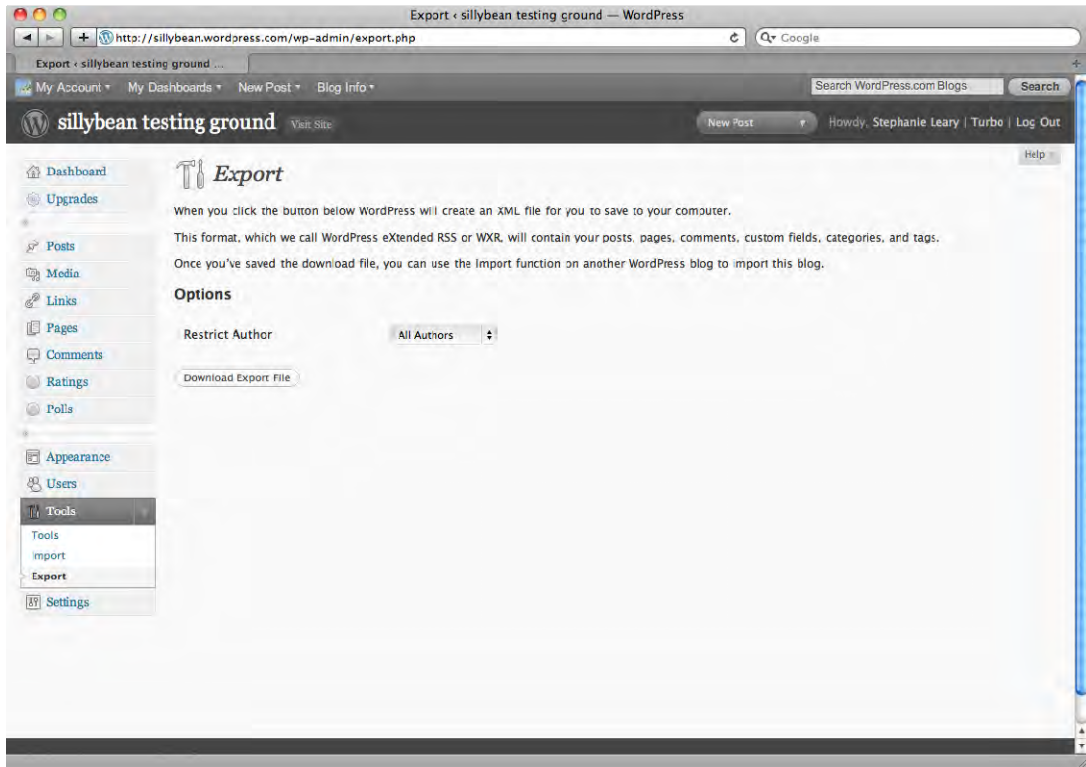 Export ‹ sillybean testing ground — WordPress
http://sillybean.wordpress.com/wp-admin/export.php
Google
Export ‹ sillybean testing ground ...
My Account My Dashboards New Post Blog Info
Search WordPress.com Blogs Search
sillybean testing ground Visit Site
New Post
Howdy, Stephanie Leary | Turbo | Log Out
Help
Dashboard
Upgrades
Posts
Media
Links
Pages
Comments
Ratings
Polls
Appearance
Users
Tools
Tools
Import
Export
Settings
Export
When you click the button below WordPress will create an XML file for you to save to your computer.
This format, which we call WordPress eXtended RSS or WXR, will contain your posts, pages, comments, custom fields, categories, and tags.
Once you've saved the download file, you can use the Import function on another WordPress blog to import this blog.
Options
Restrict Author All Authors
Download Export File